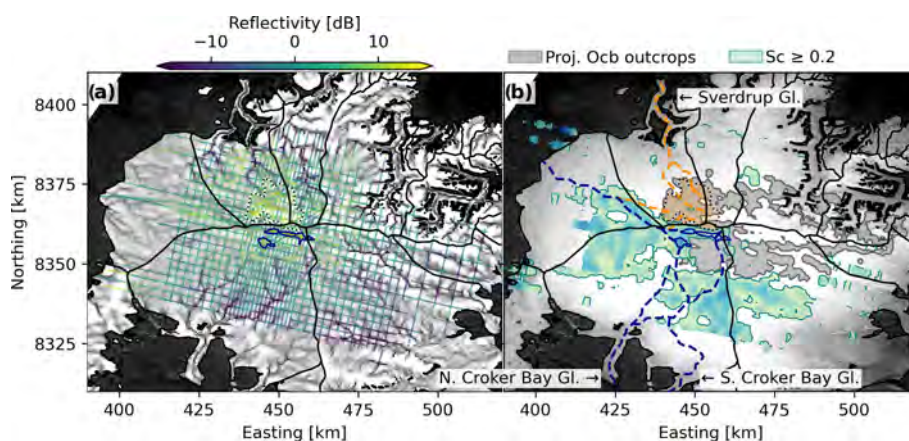 Reflectivity [dB]
−10 0 10
Proj. Ocb outcrops Sc ≥ 0.2
(a) (b)
← Sverdrup Gl.
8400
8375
8350
8325
Northing [km]
N. Croker Bay Gl. → ← S. Croker Bay Gl.
400 425 450 475 500 400 425 450 475 500
Easting [km] Easting [km]